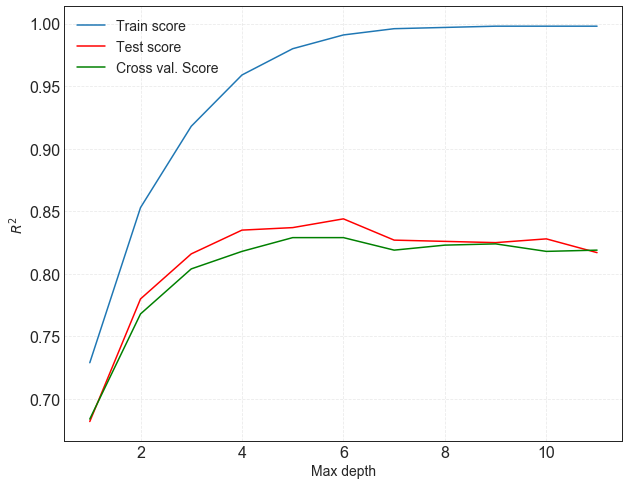 Train score
Test score
Cross val. Score
1.00
0.95
0.90
0.85
0.80
0.75
0.70
R²
2 4 6 8 10
Max depth